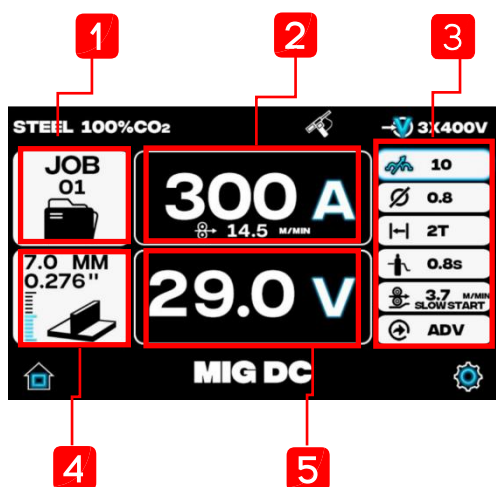 1
2
3
STEEL 100%CO2
3X400V
JOB
01
300 A
14.5 M/MIN
10
0.8
2T
0.8s
3.7 M/MIN
SLOW START
ADV
7.0 MM
0.276"
29.0 V
MIG DC
4
5